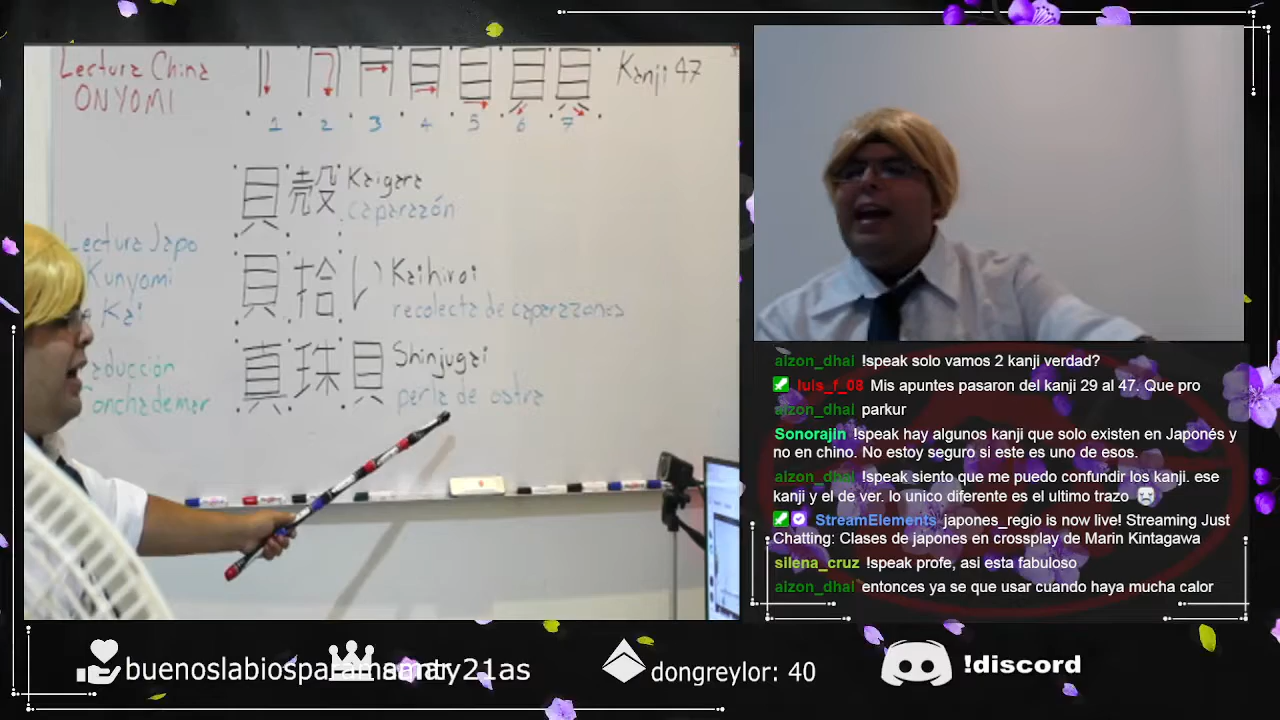 Lectura China
ONYOMI
Kanji 47
1 2 3 4 5 6 7
貝殻 Kaigara
caparazón
Lectura Japo
Kunyomi
Kai
貝拾い Kaihiroi
recolecta de caparazones
真珠貝 Shinjugai
perla de ostra
aducción
oncha de mar
aizon_dhal !speak solo vamos 2 kanji verdad?
luis_f_08 Mis apuntes pasaron del kanji 29 al 47. Que pro
aizon_dhal parkur
Sonorajin !speak hay algunos kanji que solo existen en Japonés y
no en chino. No estoy seguro si este es uno de esos.
aizon_dhal !speak siento que me puedo confundir los kanji. ese
kanji y el de ver. lo unico diferente es el ultimo trazo
StreamElements japones_regio is now live! Streaming Just
Chatting: Clases de japones en crossplay de Marin Kintagawa
silena_cruz !speak profe, asi esta fabuloso
aizon_dhal entonces ya se que usar cuando haya mucha calor
dongreylor: 40
!discord